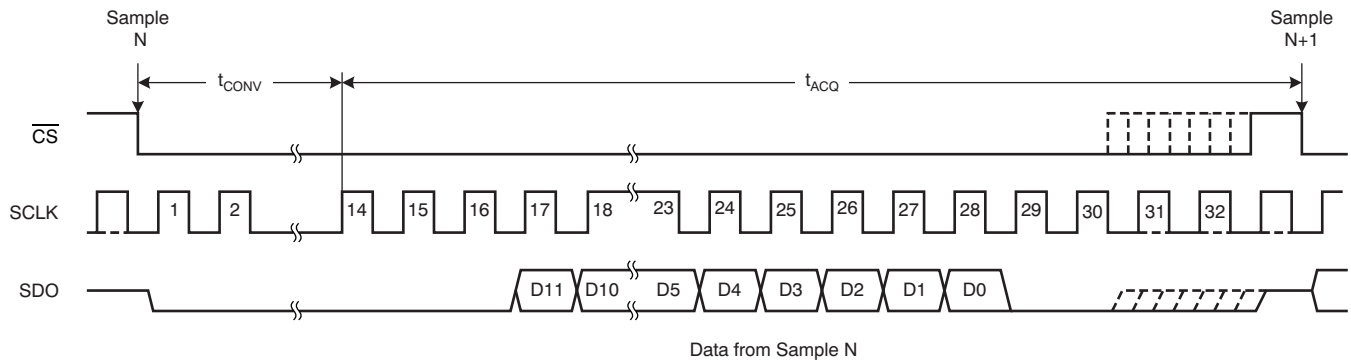 Sample
N
Sample
N+1
tCONV
tACQ
CS
SCLK
1 2 14 15 16 17 18 23 24 25 26 27 28 29 30 31 32
SDO
D11 D10 D5 D4 D3 D2 D1 D0
Data from Sample N